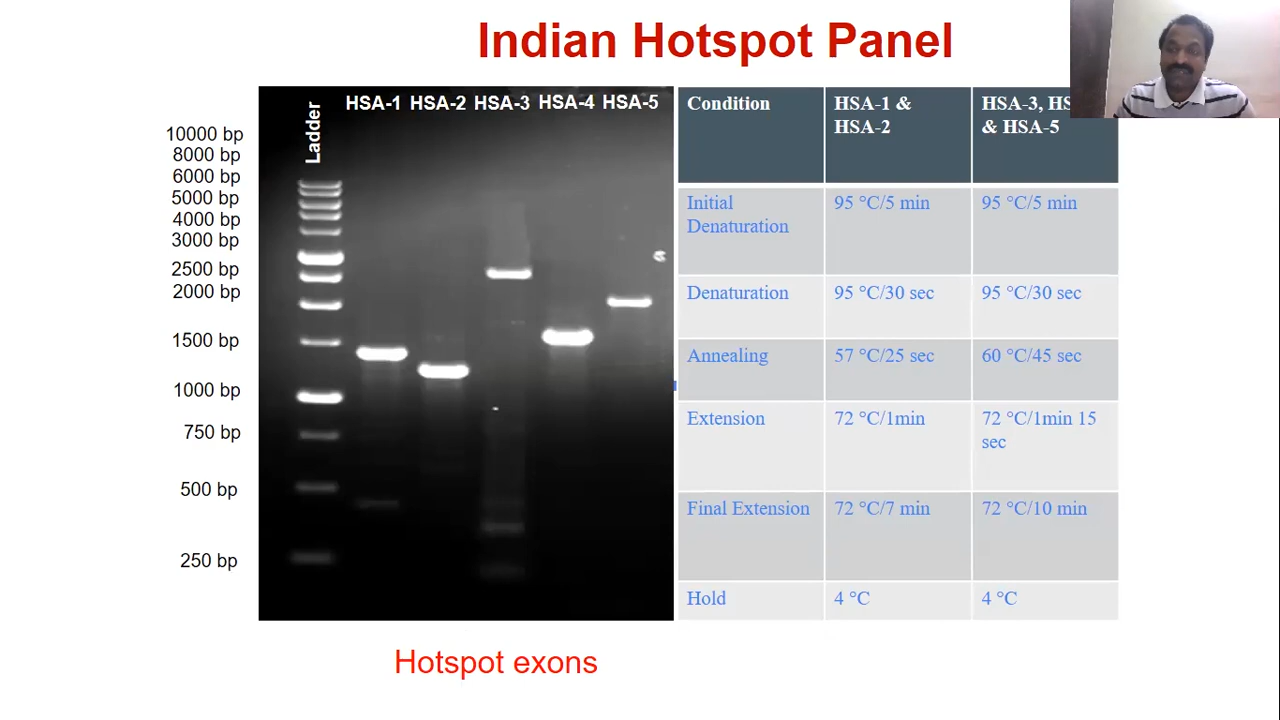 Indian Hotspot Panel
Ladder
HSA-1 HSA-2 HSA-3 HSA-4 HSA-5
10000 bp
8000 bp
6000 bp
5000 bp
4000 bp
3000 bp
2500 bp
2000 bp
1500 bp
1000 bp
750 bp
500 bp
250 bp
Condition
HSA-1 &
HSA-2
HSA-3,
& HSA-5
Initial
Denaturation
95 °C/5 min
95 °C/5 min
Denaturation
95 °C/30 sec
95 °C/30 sec
Annealing
57 °C/25 sec
60 °C/45 sec
Extension
72 °C/1min
72 °C/1min 15
sec
Final Extension
72 °C/7 min
72 °C/10 min
Hold
4 °C
4 °C
Hotspot exons